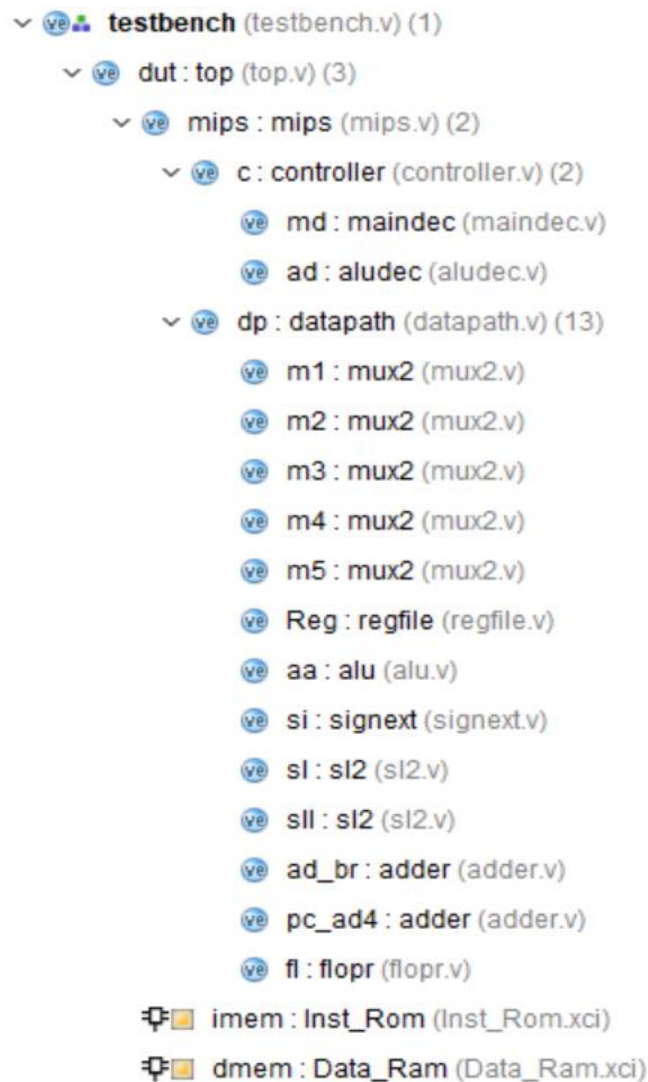 testbench (testbench.v) (1)
dut : top (top.v) (3)
mips : mips (mips.v) (2)
c : controller (controller.v) (2)
md : maindec (maindec.v)
ad : aludec (aludec.v)
dp : datapath (datapath.v) (13)
m1 : mux2 (mux2.v)
m2 : mux2 (mux2.v)
m3 : mux2 (mux2.v)
m4 : mux2 (mux2.v)
m5 : mux2 (mux2.v)
Reg : regfile (regfile.v)
aa : alu (alu.v)
si : signext (signext.v)
sl : sl2 (sl2.v)
sll : sl2 (sl2.v)
ad_br : adder (adder.v)
pc_ad4 : adder (adder.v)
fl : flopr (flopr.v)
imem : Inst_Rom (Inst_Rom.xci)
dmem : Data_Ram (Data_Ram.xci)